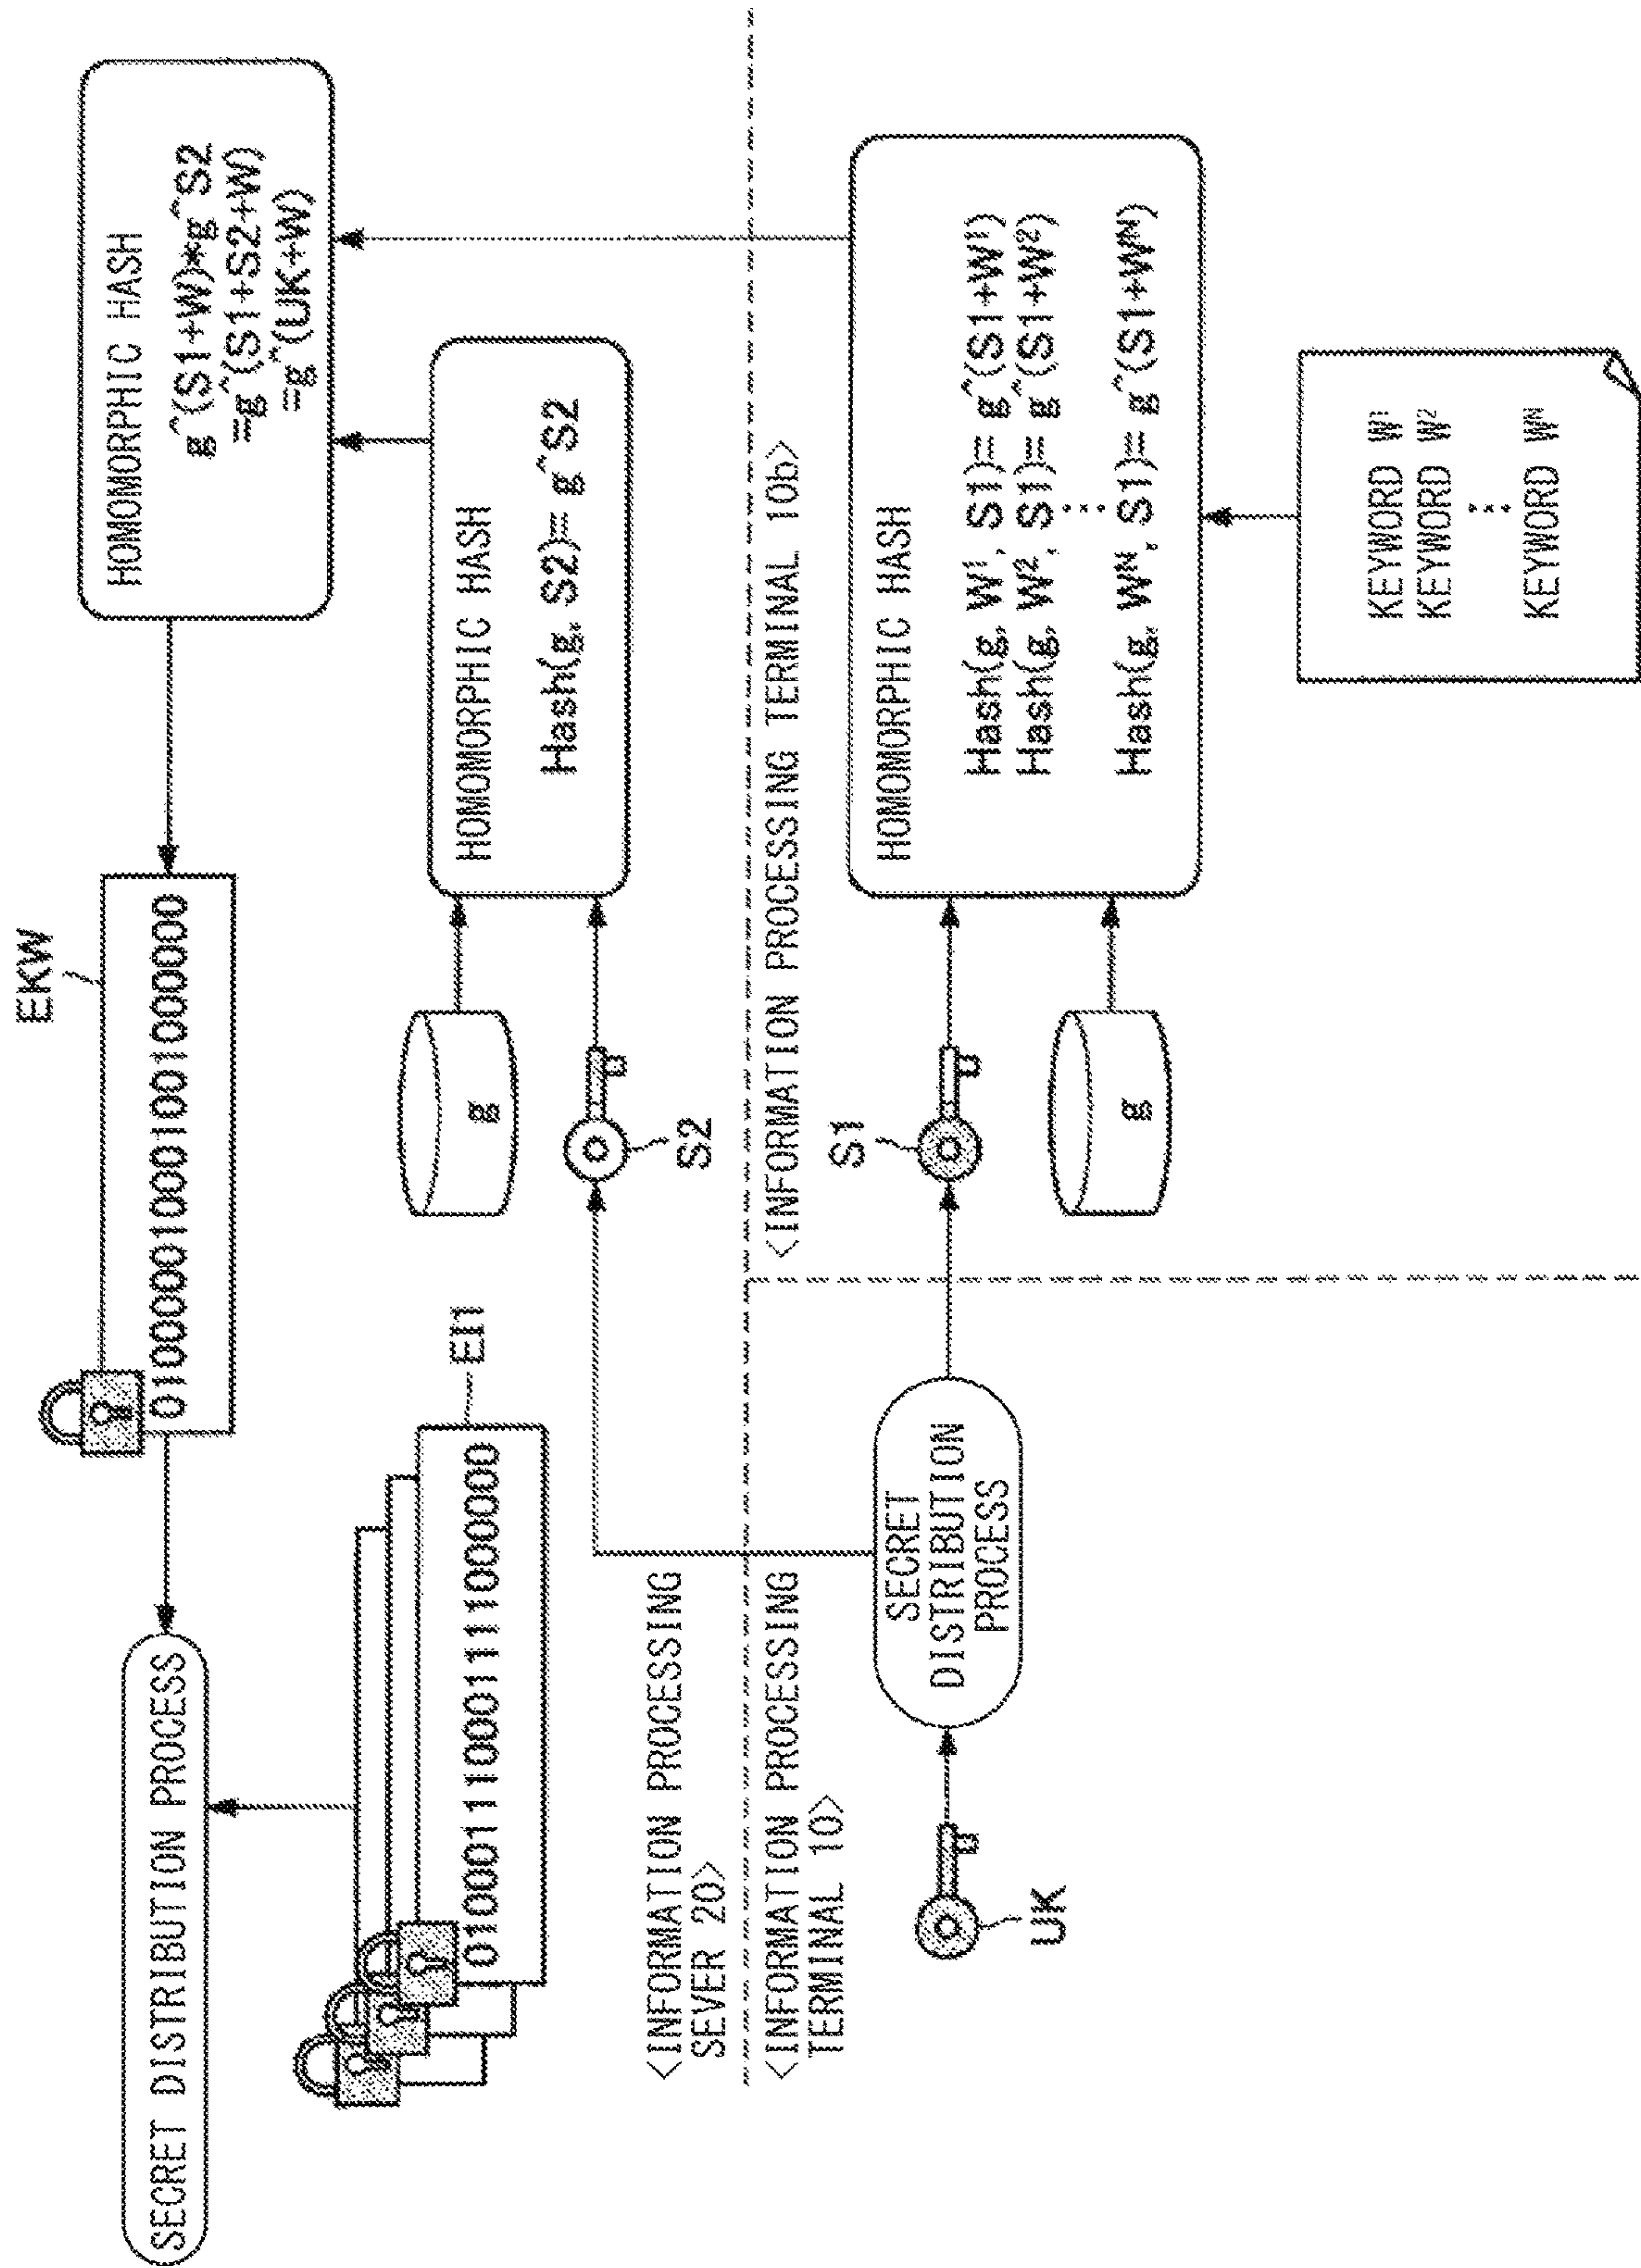 EKW
0100000100010001001000000
HOMOMORPHIC HASH
g^(S1+W)*g^S2
=g^(S1+S2+W)
=g^(UK+W)
SECRET DISTRIBUTION PROCESS
EI1
010001100011100000
g
S2
HOMOMORPHIC HASH
Hash(g, S2)= g^S2
<INFORMATION PROCESSING
SEVER 20>
<INFORMATION PROCESSING
TERMINAL 10>
UK
SECRET
DISTRIBUTION
PROCESS
<INFORMATION PROCESSING TERMINAL 10b>
S1
g
HOMOMORPHIC HASH
Hash(g, W¹, S1)= g^(S1+W¹)
Hash(g, W², S1)= g^(S1+W²)
...
Hash(g, Wᴺ, S1)= g^(S1+Wᴺ)
KEYWORD W¹
KEYWORD W²
...
KEYWORD Wᴺ